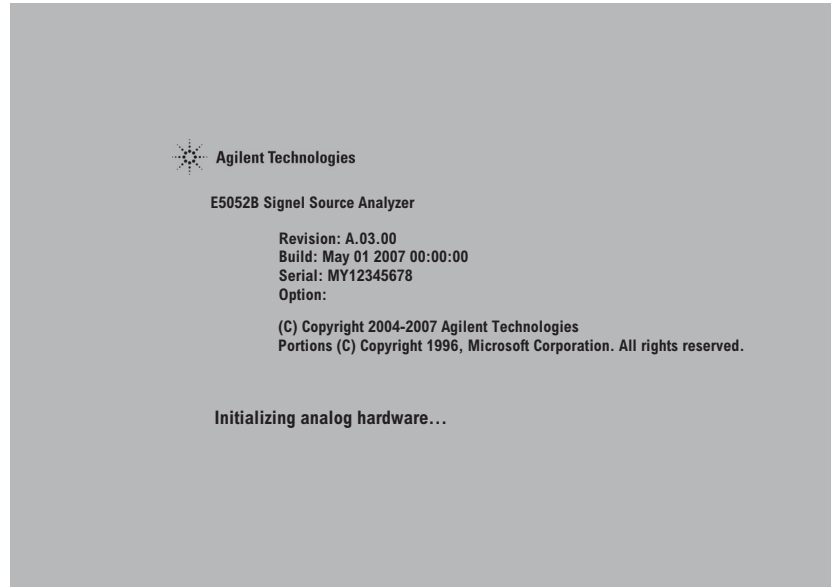 Agilent Technologies
E5052B Signel Source Analyzer
Revision: A.03.00
Build: May 01 2007 00:00:00
Serial: MY12345678
Option:
(C) Copyright 2004-2007 Agilent Technologies
Portions (C) Copyright 1996, Microsoft Corporation. All rights reserved.
Initializing analog hardware...